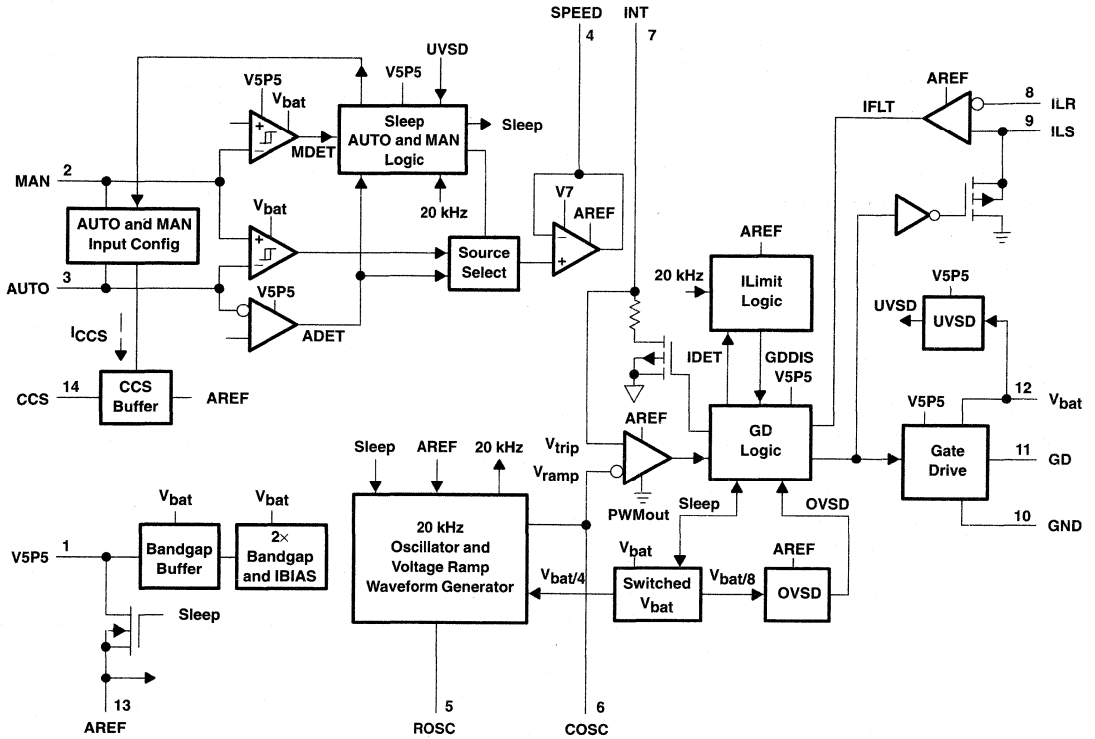 SPEED
INT
4
7
UVSD
V5P5
V5P5
Vbat
AREF
8
ILR
IFLT
9
ILS
+
−
Sleep
AUTO and MAN
Logic
Sleep
MDET
MAN
2
20 kHz
V7
AREF
−
+
AUTO and MAN
Input Config
Vbat
+
−
Source
Select
AREF
20 kHz
ILimit
Logic
V5P5
AUTO
3
V5P5
UVSD
UVSD
ADET
ICCS
IDET
GDDIS
V5P5
CCS
14
CCS
Buffer
AREF
12
Vbat
V5P5
AREF
GD
Logic
Vtrip
Gate
Drive
11
GD
Sleep
AREF
20 kHz
Vramp
Sleep
OVSD
PWMout
10
GND
Vbat
Vbat
20 kHz
Oscillator and
Voltage Ramp
Waveform Generator
V5P5
1
Bandgap
Buffer
2×
Bandgap
and IBIAS
Vbat
AREF
Vbat/4
Switched
Vbat
Vbat/8
OVSD
Sleep
13
AREF
5
ROSC
6
COSC